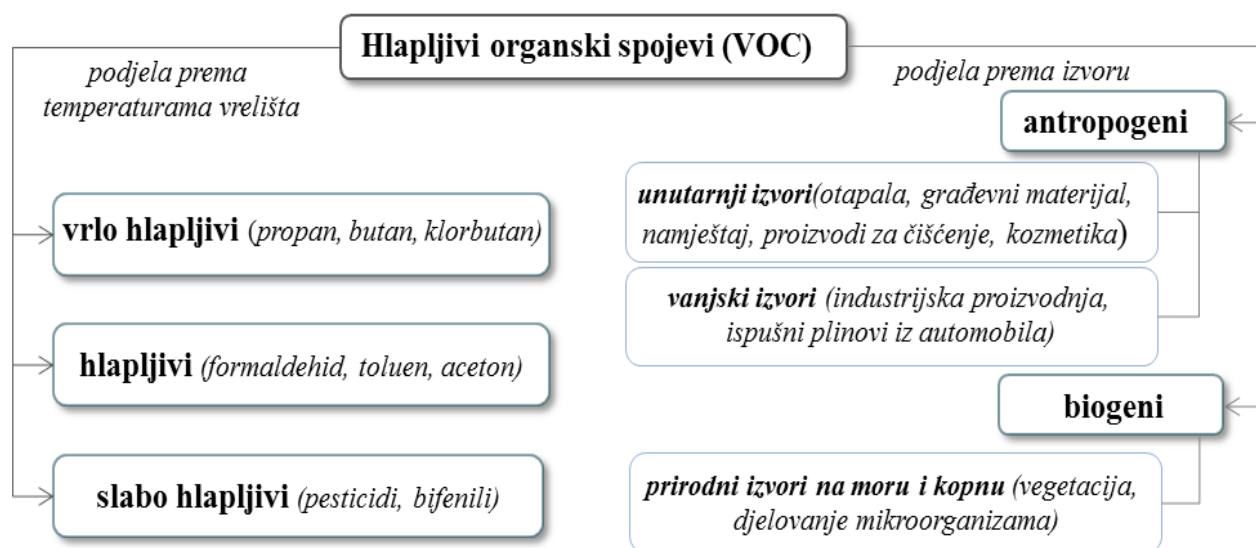 Hlapljivi organski spojevi (VOC)
podjela prema
temperaturama vrelišta
vrlo hlapljivi (propan, butan, klorbutan)
hlapljivi (formaldehid, toluen, aceton)
slabo hlapljivi (pesticidi, bifenili)
podjela prema izvoru
antropogeni
unutarnji izvori(otapala, građevni materijal,
namještaj, proizvodi za čišćenje, kozmetika)
vanjski izvori (industrijska proizvodnja,
ispušni plinovi iz automobila)
biogeni
prirodni izvori na moru i kopnu (vegetacija,
djelovanje mikroorganizama)